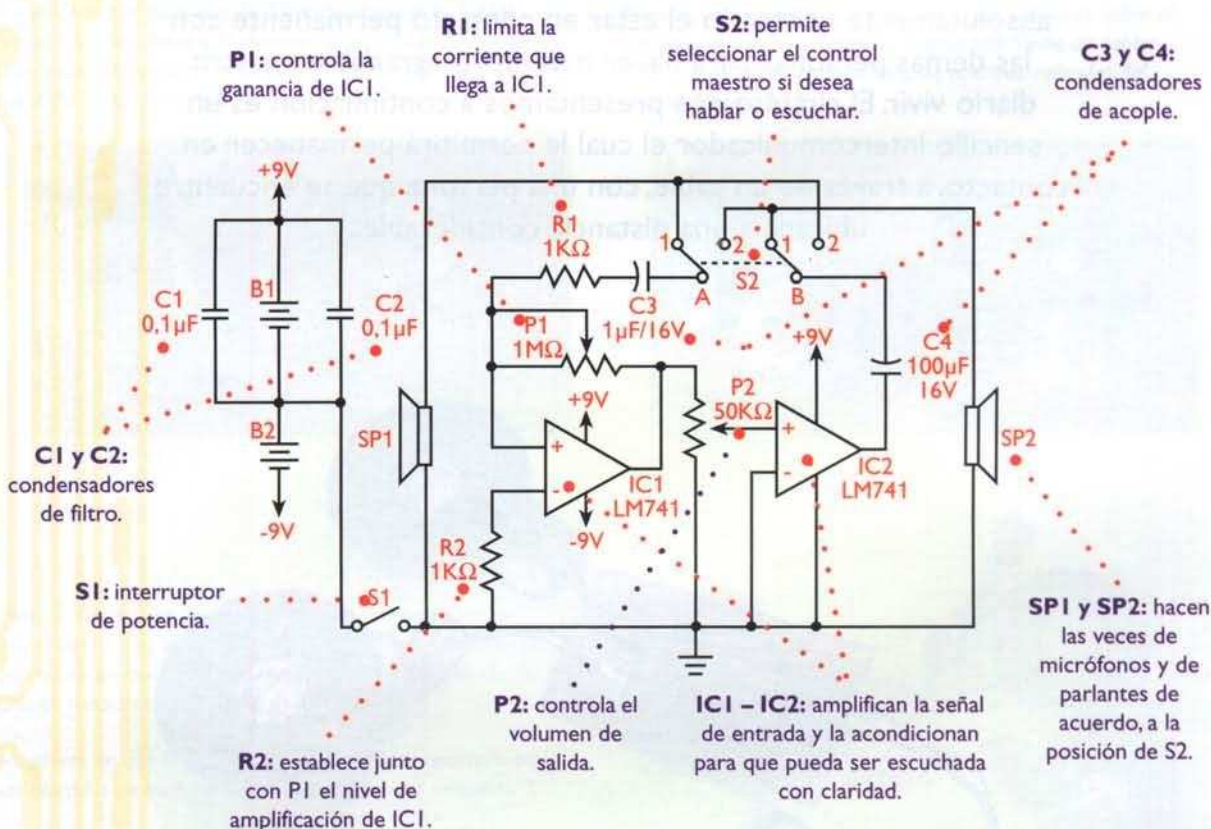 R1: limita la
corriente que
llega a IC1.
S2: permite
seleccionar el control
maestro si desea
hablar o escuchar.
P1: controla la
ganancia de IC1.
C3 y C4:
condensadores
de acople.
+9V
R1
1KΩ
1
2
1
2
S2
A
B
C1
0,1µF
B1
C2
0,1µF
C3
1µF/16V
P1
1MΩ
+9V
C4
100µF
16V
P2
50KΩ
+9V
B2
SP1
+
-
IC1
LM741
+
-
IC2
LM741
SP2
C1 y C2:
condensadores
de filtro.
-9V
-9V
R2
1KΩ
S1
S1: interruptor
de potencia.
SP1 y SP2: hacen
las veces de
micrófonos y de
parlantes de
acuerdo, a la
posición de S2.
P2: controla el
volumen de
salida.
IC1 – IC2: amplifican la señal
de entrada y la acondicionan
para que pueda ser escuchada
con claridad.
R2: establece junto
con P1 el nivel de
amplificación de IC1.